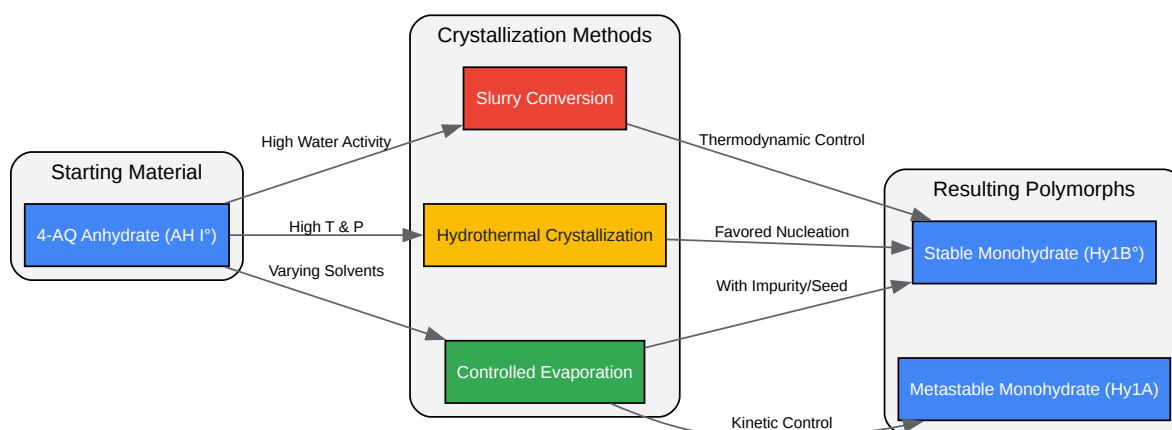 Crystallization Methods
Slurry Conversion
High Water Activity
Thermodynamic Control
Starting Material
Resulting Polymorphs
4-AQ Anhydrate (AH I°)
High T & P
Hydrothermal Crystallization
Favored Nucleation
Stable Monohydrate (Hy1B°)
Varying Solvents
With Impurity/Seed
Controlled Evaporation
Metastable Monohydrate (Hy1A)
Kinetic Control